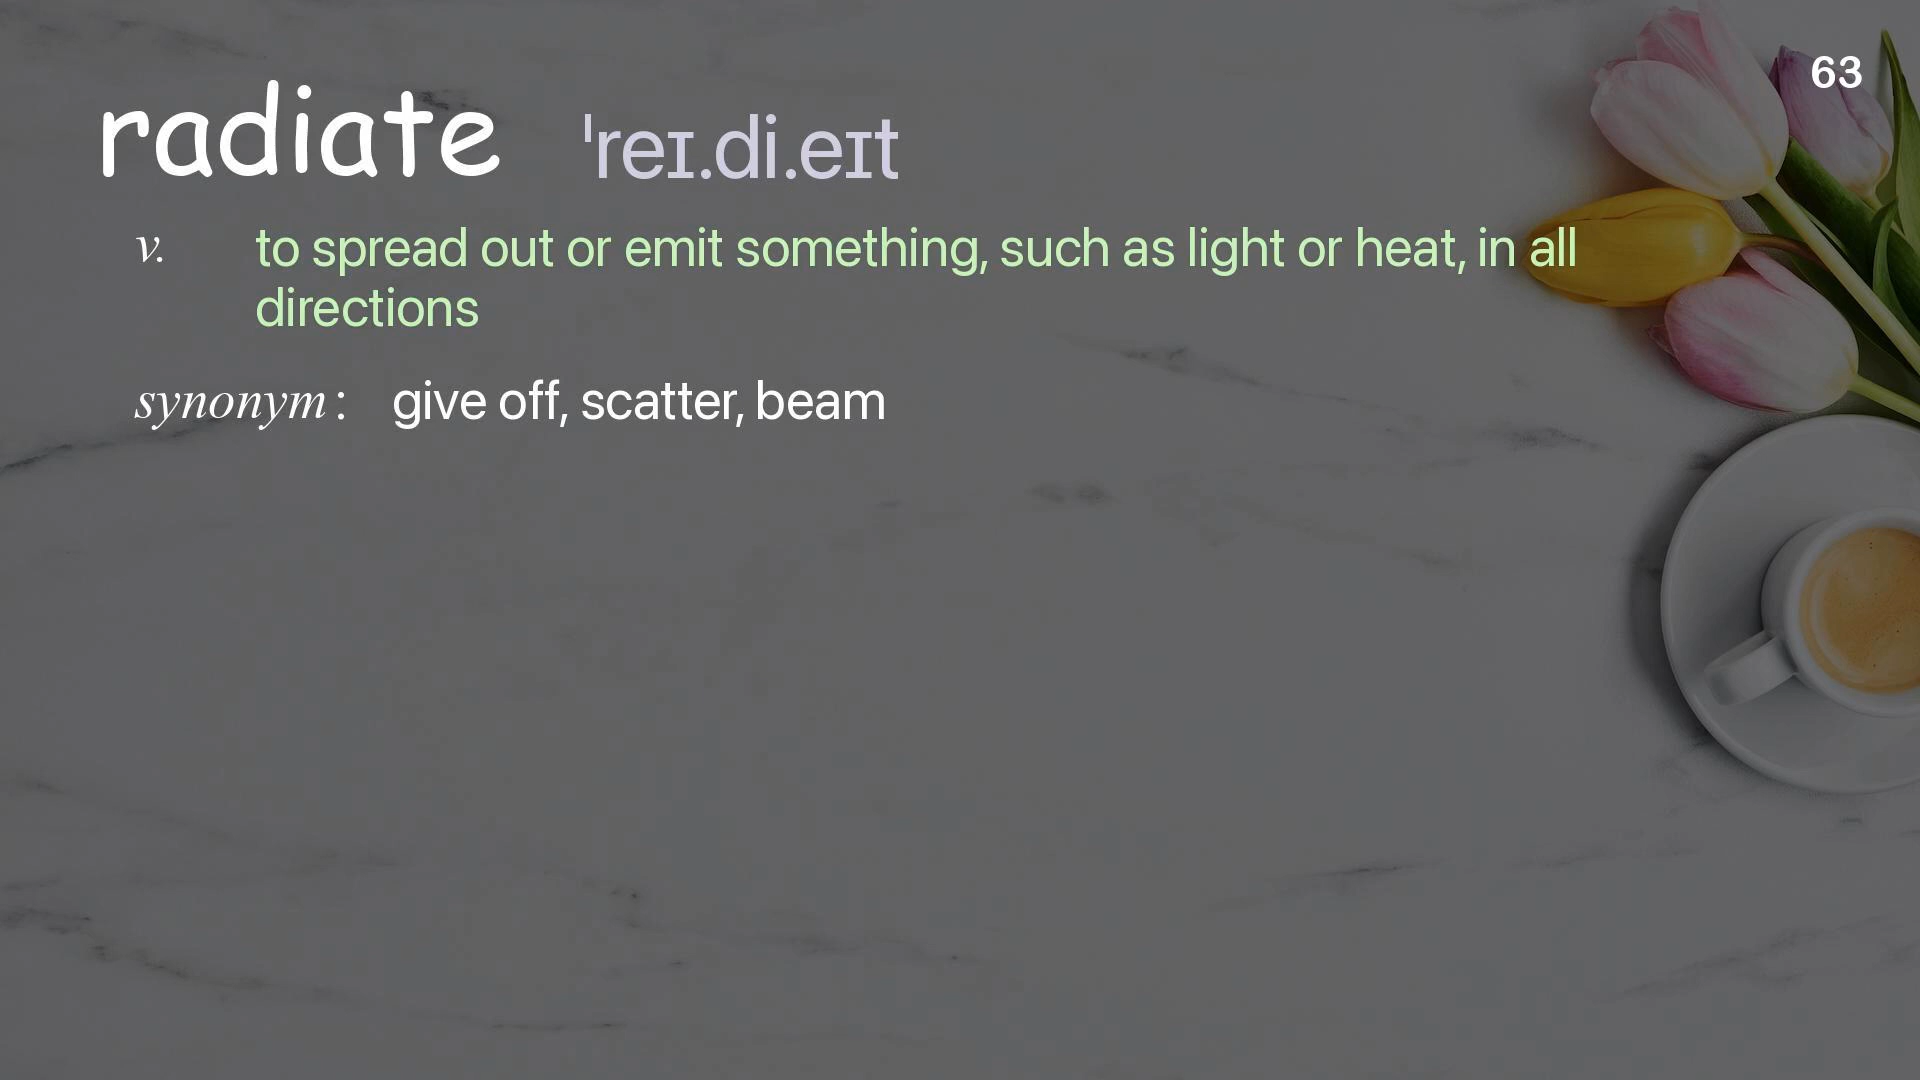 63
radiate ˈreɪ.di.eɪt
v. to spread out or emit something, such as light or heat, in all
directions
synonym : give off, scatter, beam